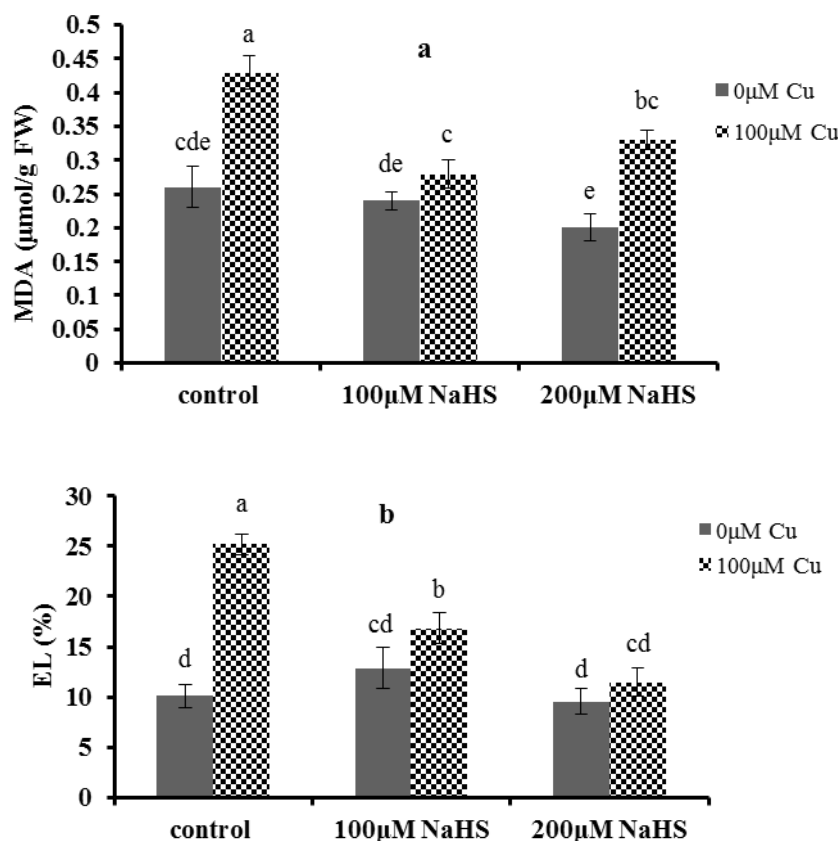 0.5
0.45
0.4
0.35
0.3
0.25
0.2
0.15
0.1
0.05
0
MDA (µmol/g FW)
a
a
cde
de
c
e
bc
0µM Cu
100µM Cu
control
100µM NaHS
200µM NaHS
30
25
20
15
10
5
0
EL (%)
b
a
d
cd
b
d
cd
0µM Cu
100µM Cu
control
100µM NaHS
200µM NaHS